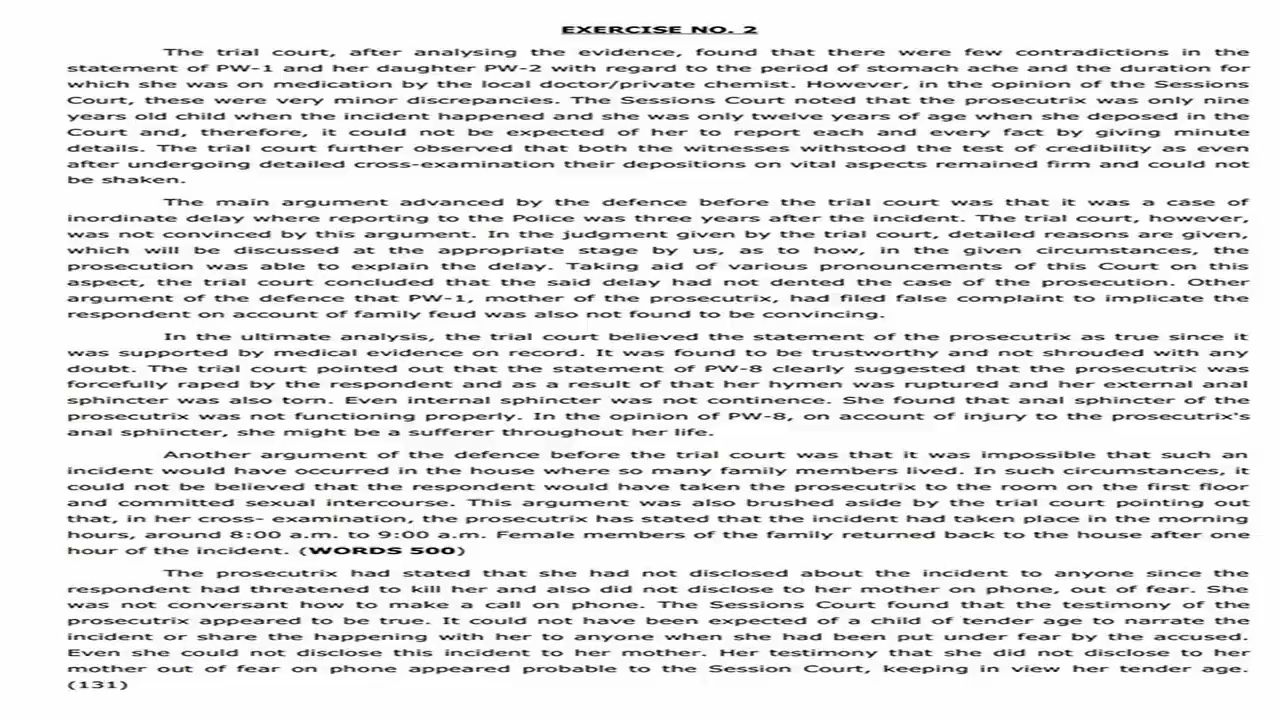 EXERCISE NO. 2
The trial court, after analysing the evidence, found that there were few contradictions in the
statement of PW-1 and her daughter PW-2 with regard to the period of stomach ache and the duration for
which she was on medication by the local doctor/private chemist. However, in the opinion of the Sessions
Court, these were very minor discrepancies. The Sessions Court noted that the prosecutrix was only nine
years old child when the incident happened and she was only twelve years of age when she deposed in the
Court and, therefore, it could not be expected of her to report each and every fact by giving minute
details. The trial court further observed that both the witnesses withstood the test of credibility as even
after undergoing detailed cross-examination their depositions on vital aspects remained firm and could not
be shaken.
The main argument advanced by the defence before the trial court was that it was a case of
inordinate delay where reporting to the Police was three years after the incident. The trial court, however,
was not convinced by this argument. In the judgment given by the trial court, detailed reasons are given,
which will be discussed at the appropriate stage by us, as to how, in the given circumstances, the
prosecution was able to explain the delay. Taking aid of various pronouncements of this Court on this
aspect, the trial court concluded that the said delay had not dented the case of the prosecution. Other
argument of the defence that PW-1, mother of the prosecutrix, had filed false complaint to implicate the
respondent on account of family feud was also not found to be convincing.
In the ultimate analysis, the trial court believed the statement of the prosecutrix as true since it
was supported by medical evidence on record. It was found to be trustworthy and not shrouded with any
doubt. The trial court pointed out that the statement of PW-8 clearly suggested that the prosecutrix was
forcefully raped by the respondent and as a result of that her hymen was ruptured and her external anal
sphincter was also torn. Even internal sphincter was not continence. She found that anal sphincter of the
prosecutrix was not functioning properly. In the opinion of PW-8, on account of injury to the prosecutrix's
anal sphincter, she might be a sufferer throughout her life.
Another argument of the defence before the trial court was that it was impossible that such an
incident would have occurred in the house where so many family members lived. In such circumstances, it
could not be believed that the respondent would have taken the prosecutrix to the room on the first floor
and committed sexual intercourse. This argument was also brushed aside by the trial court pointing out
that, in her cross- examination, the prosecutrix has stated that the incident had taken place in the morning
hours, around 8:00 a.m. to 9:00 a.m. Female members of the family returned back to the house after one
hour of the incident. (WORDS 500)
The prosecutrix had stated that she had not disclosed about the incident to anyone since the
respondent had threatened to kill her and also did not disclose to her mother on phone, out of fear. She
was not conversant how to make a call on phone. The Sessions Court found that the testimony of the
prosecutrix appeared to be true. It could not have been expected of a child of tender age to narrate the
incident or share the happening with her to anyone when she had been put under fear by the accused.
Even she could not disclose this incident to her mother. Her testimony that she did not disclose to her
mother out of fear on phone appeared probable to the Session Court, keeping in view her tender age.
(131)